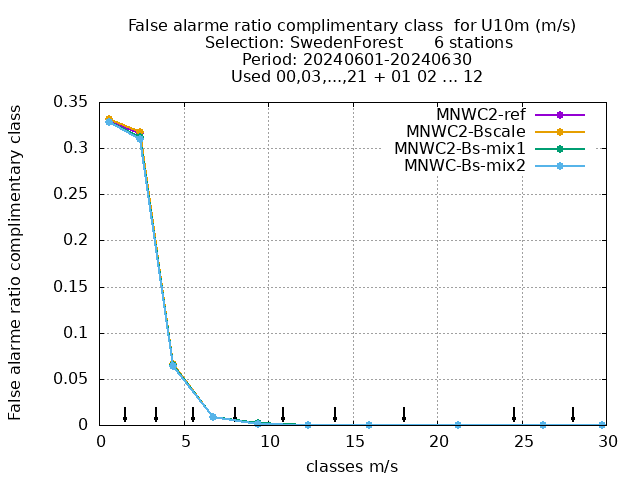 False alarme ratio complimentary class  for U10m (m/s)
Selection: SwedenForest      6 stations
Period: 20240601-20240630
Used 00,03,...,21 + 01 02 ... 12
False alarme ratio complimentary class
0.35
0.3
0.25
0.2
0.15
0.1
0.05
0
MNWC2-ref
MNWC2-Bscale
MNWC2-Bs-mix1
MNWC-Bs-mix2
0 5 10 15 20 25 30
classes m/s